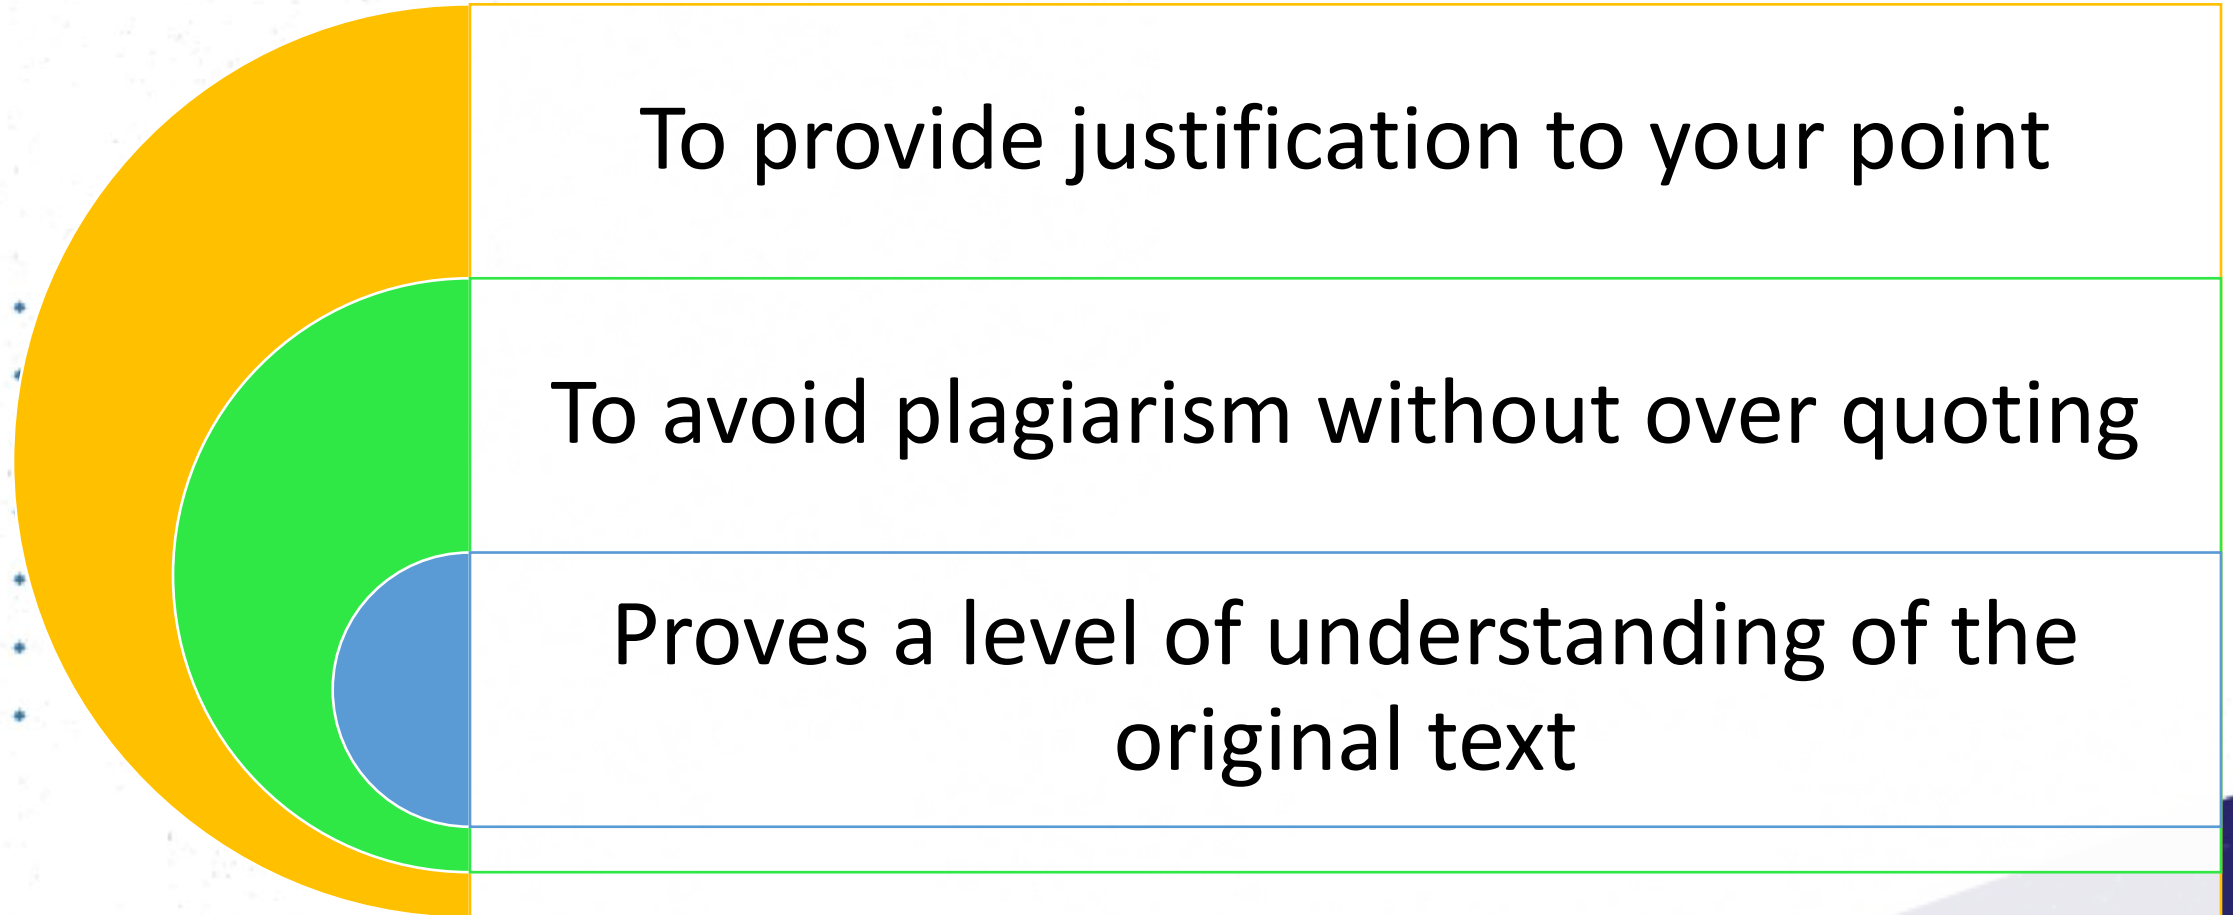 To provide justification to your point
To avoid plagiarism without over quoting
Proves a level of understanding of the
original text